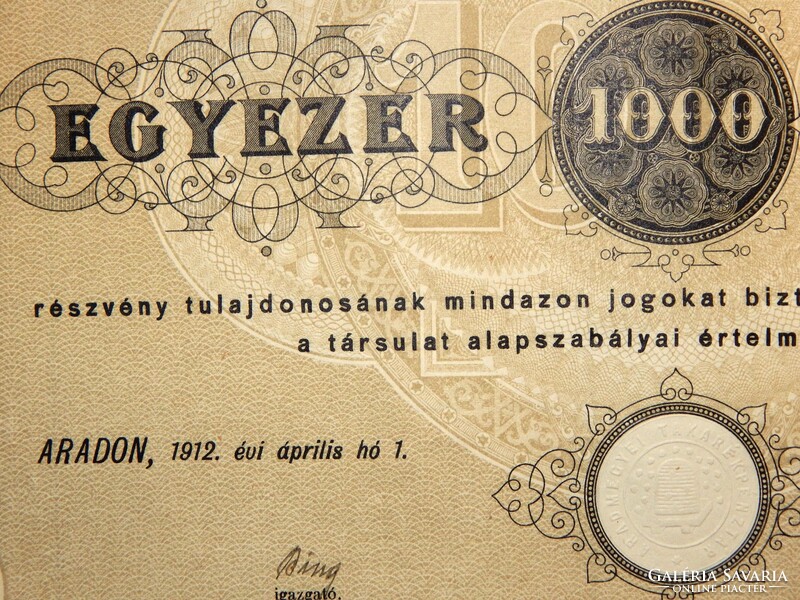 EGYEZER
1000
részvény tulajdonosának mindazon jogokat bizt
a társulat alapszabályai értelm
ARADON, 1912. évi április hó 1.
Bing
igazgató.
GALÉRIA SAVARIA
ONLINE PIACTÉR